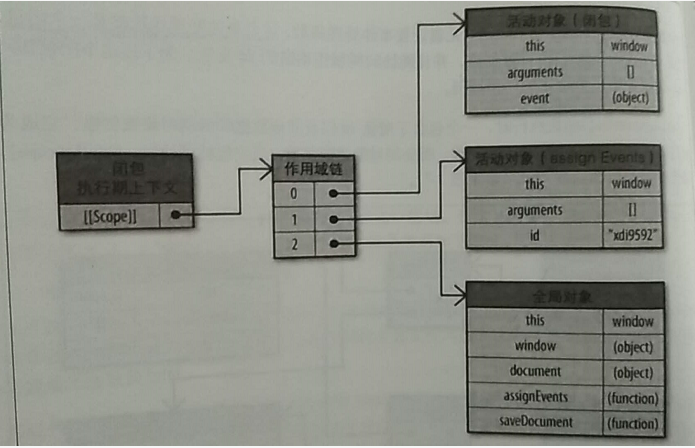 活动对象（闭包）
this window
arguments []
event (object)
闭包
执行期上下文
[[Scope]]
作用域链
0
1
2
活动对象（assign Events）
this window
arguments []
id "xdi9592"
全局对象
this window
window (object)
document (object)
assignEvents (function)
saveDocument (function)